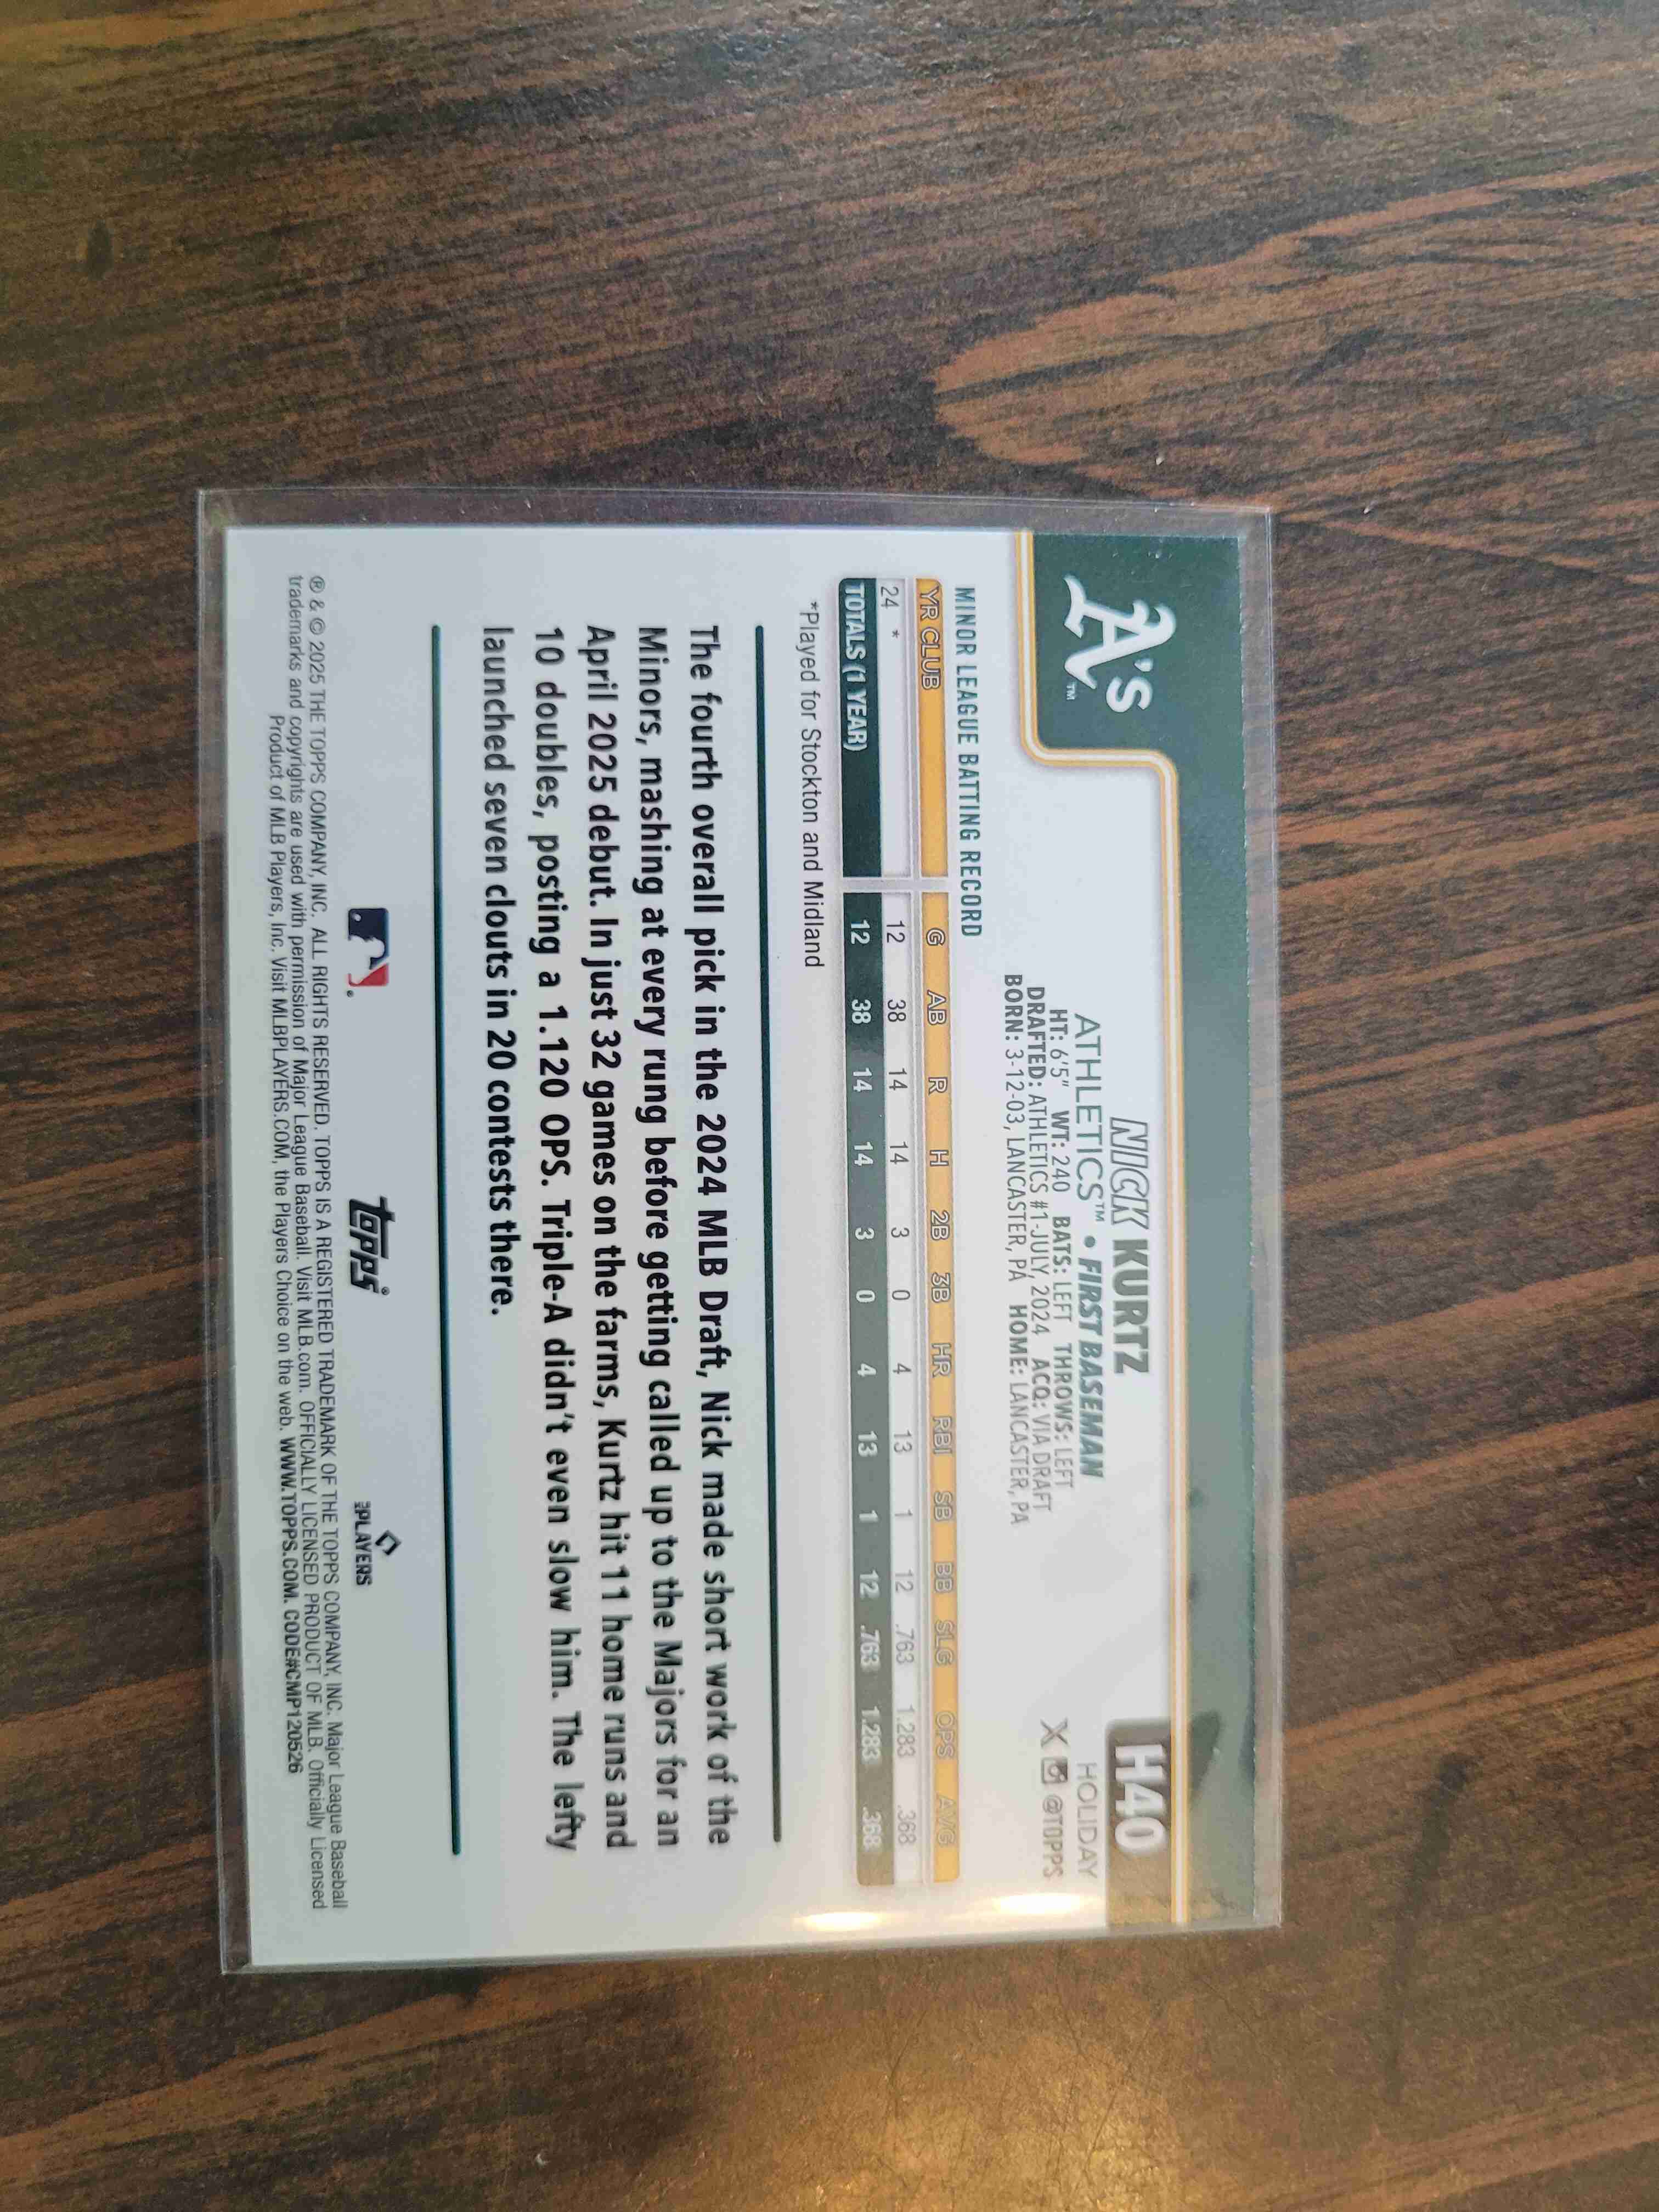 A's™
H40
NICK KURTZ
HOLIDAY
ATHLETICS™ • FIRST BASEMAN
X @TOPPS
HT: 6'5" WT: 240 BATS: LEFT THROWS: LEFT
DRAFTED: ATHLETICS #1-JULY, 2024 ACQ: VIA DRAFT
BORN: 3-12-03, LANCASTER, PA HOME: LANCASTER, PA
MINOR LEAGUE BATTING RECORD
YR CLUB G AB R H 2B 3B HR RBI SB BB SLG OPS AVG
24 * 12 38 14 14 3 0 4 13 1 12 .763 1.283 .368
TOTALS (1 YEAR) 12 38 14 14 3 0 4 13 1 12 .763 1.283 .368
*Played for Stockton and Midland
The fourth overall pick in the 2024 MLB Draft, Nick made short work of the
Minors, mashing at every rung before getting called up to the Majors for an
April 2025 debut. In just 32 games on the farms, Kurtz hit 11 home runs and
10 doubles, posting a 1.120 OPS. Triple-A didn't even slow him. The lefty
launched seven clouts in 20 contests there.
topps®
PLAYERS
® & © 2025 THE TOPPS COMPANY, INC. ALL RIGHTS RESERVED. TOPPS IS A REGISTERED TRADEMARK OF THE TOPPS COMPANY, INC. Major League Baseball
trademarks and copyrights are used with permission of Major League Baseball. Visit MLB.com. OFFICIALLY LICENSED PRODUCT OF MLB. Officially Licensed
Product of MLB Players, Inc. Visit MLBPLAYERS.COM, the Players Choice on the web. WWW.TOPPS.COM. CODE#CMP120526